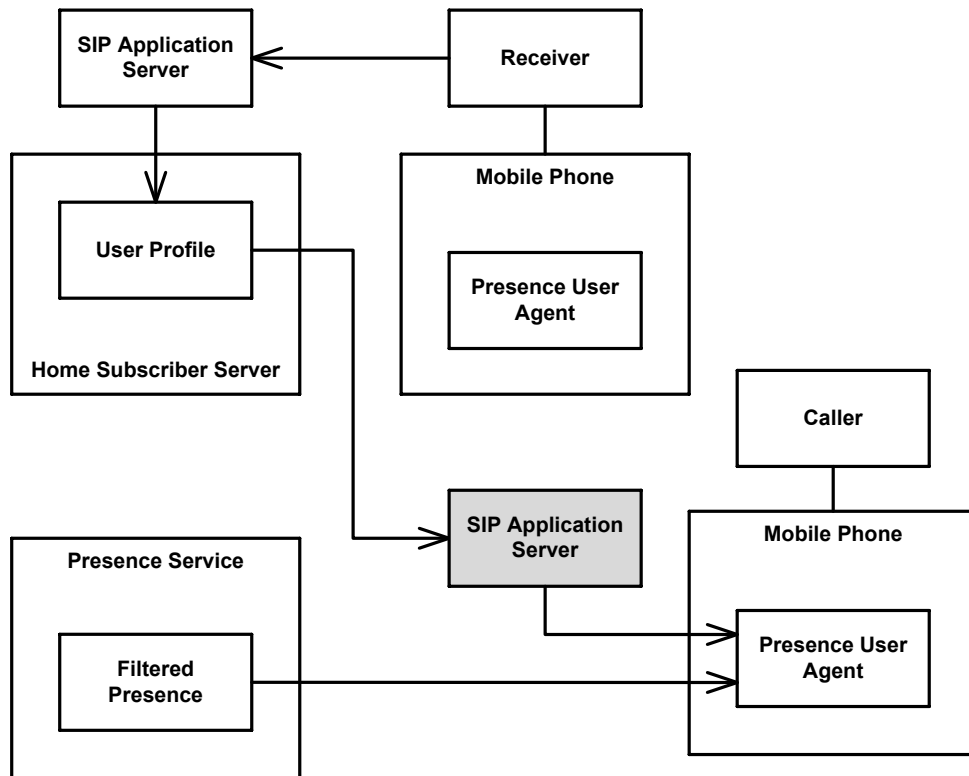 SIP Application
Server
Receiver
Mobile Phone
User Profile
Presence User
Agent
Home Subscriber Server
Caller
SIP Application
Server
Mobile Phone
Presence Service
Presence User
Agent
Filtered
Presence